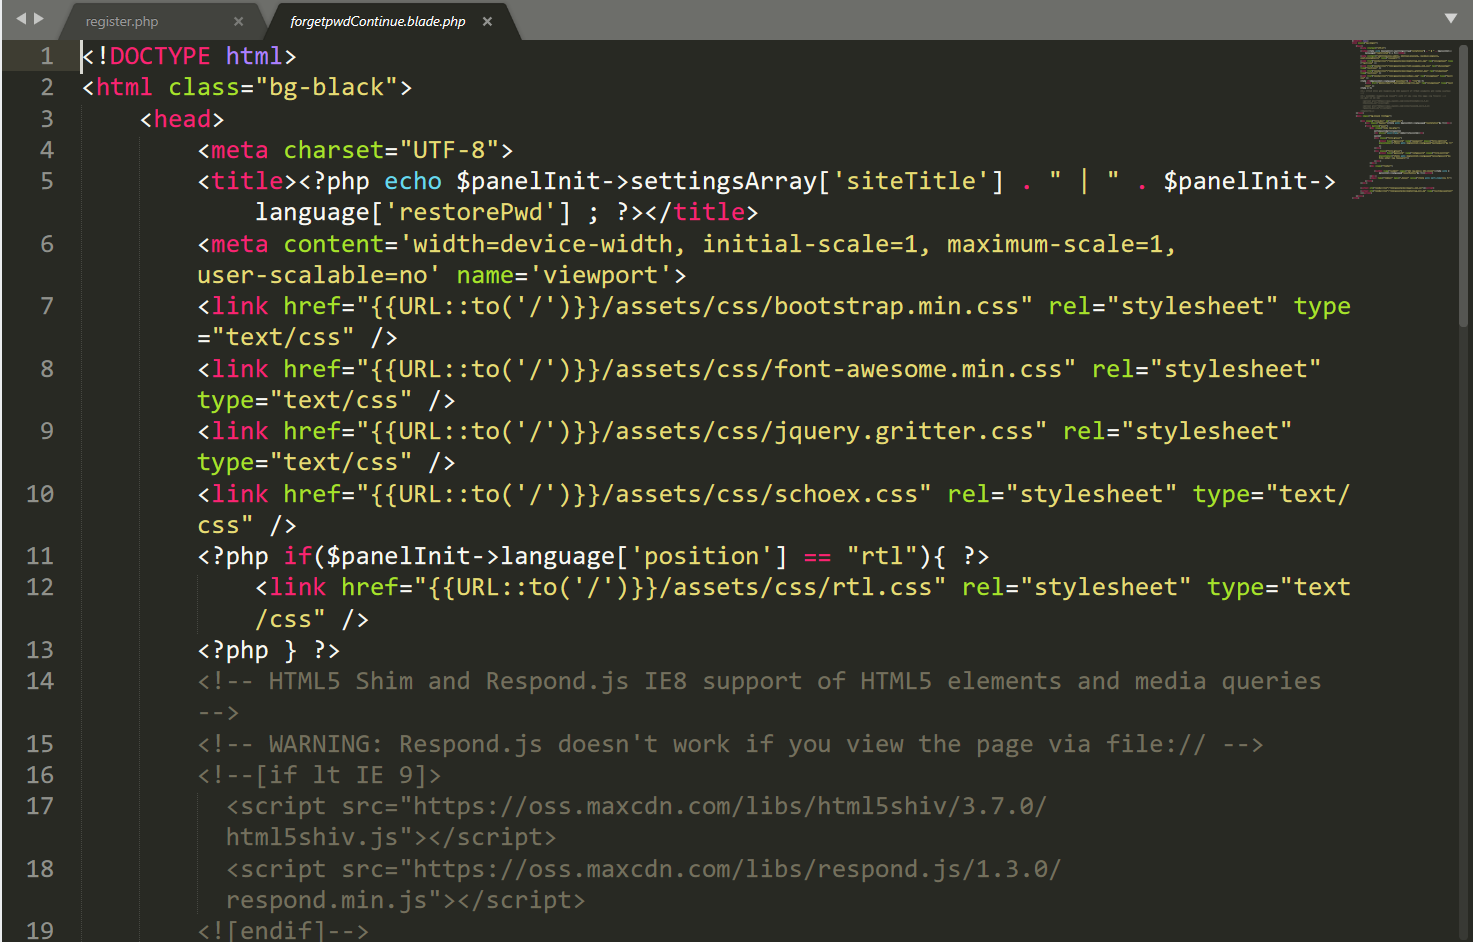 register.php × forgetpwdContinue.blade.php ×
1 <!DOCTYPE html>
2 <html class="bg-black">
3 <head>
4 <meta charset="UTF-8">
5 <title><?php echo $panelInit->settingsArray['siteTitle'] . " | " . $panelInit->
language['restorePwd'] ; ?></title>
6 <meta content='width=device-width, initial-scale=1, maximum-scale=1,
user-scalable=no' name='viewport'>
7 <link href="{{URL::to('/')}}/assets/css/bootstrap.min.css" rel="stylesheet" type
="text/css" />
8 <link href="{{URL::to('/')}}/assets/css/font-awesome.min.css" rel="stylesheet"
type="text/css" />
9 <link href="{{URL::to('/')}}/assets/css/jquery.gritter.css" rel="stylesheet"
type="text/css" />
10 <link href="{{URL::to('/')}}/assets/css/schoex.css" rel="stylesheet" type="text/
css" />
11 <?php if($panelInit->language['position'] == "rtl"){ ?>
12 <link href="{{URL::to('/')}}/assets/css/rtl.css" rel="stylesheet" type="text
/css" />
13 <?php } ?>
14 <!-- HTML5 Shim and Respond.js IE8 support of HTML5 elements and media queries
-->
15 <!-- WARNING: Respond.js doesn't work if you view the page via file:// -->
16 <!--[if lt IE 9]>
17 <script src="https://oss.maxcdn.com/libs/html5shiv/3.7.0/
html5shiv.js"></script>
18 <script src="https://oss.maxcdn.com/libs/respond.js/1.3.0/
respond.min.js"></script>
19 <![endif]-->